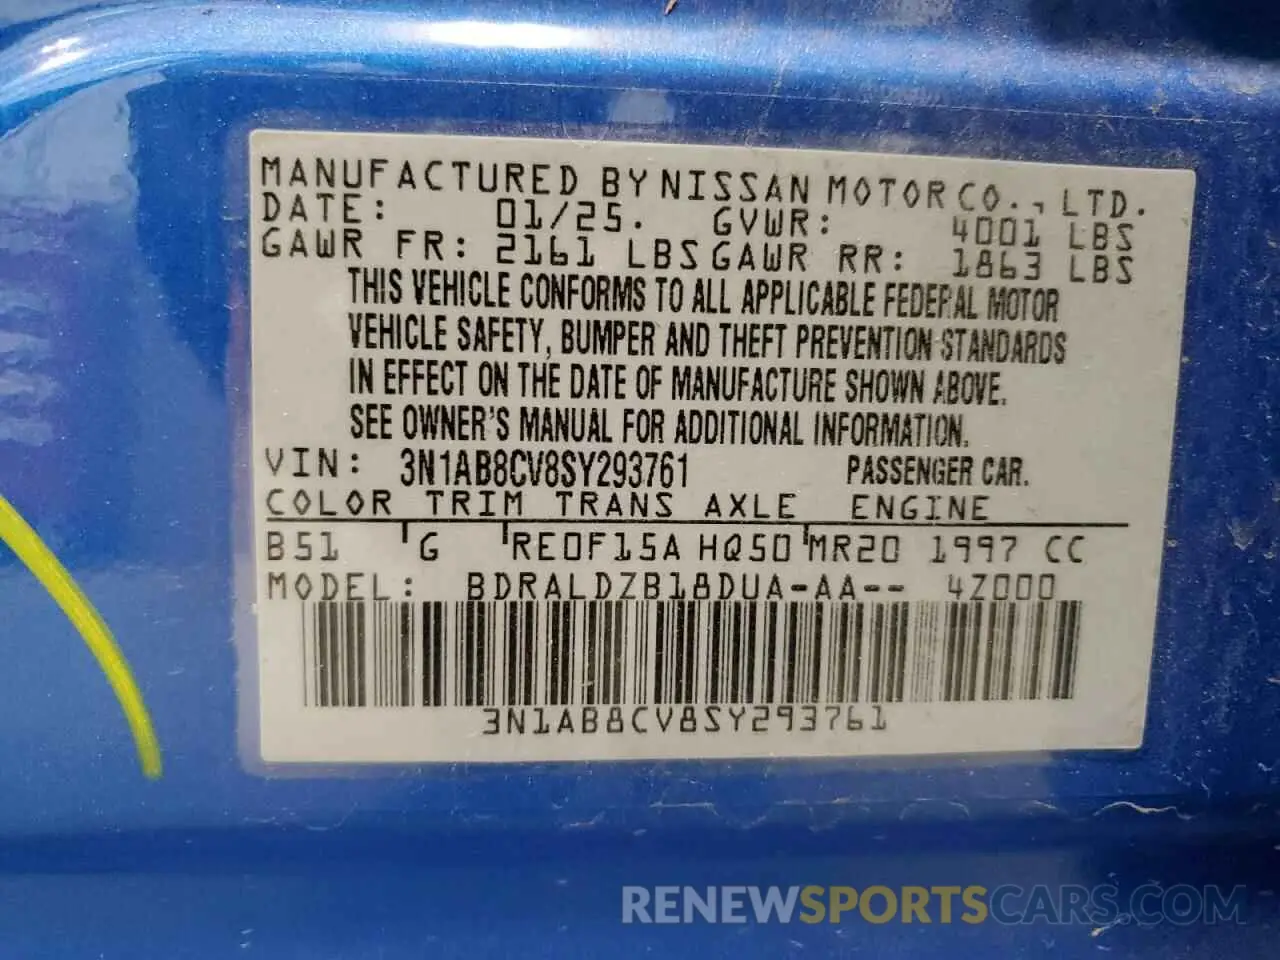 MANUFACTURED BY NISSAN MOTOR CO., LTD.
DATE: 01/25. GVWR: 4001 LBS
GAWR FR: 2161 LBS GAWR RR: 1863 LBS
THIS VEHICLE CONFORMS TO ALL APPLICABLE FEDERAL MOTOR
VEHICLE SAFETY, BUMPER AND THEFT PREVENTION STANDARDS
IN EFFECT ON THE DATE OF MANUFACTURE SHOWN ABOVE.
SEE OWNER'S MANUAL FOR ADDITIONAL INFORMATION.
VIN: 3N1AB8CV8SY293761 PASSENGER CAR.
COLOR TRIM TRANS AXLE ENGINE
B51 G RE0F15A HQ50 MR20 1997 CC
MODEL: BDRALDZB18DUA-AA-- 4Z000
3N1AB8CV8SY293761
RENEWSPORTSCARS.COM